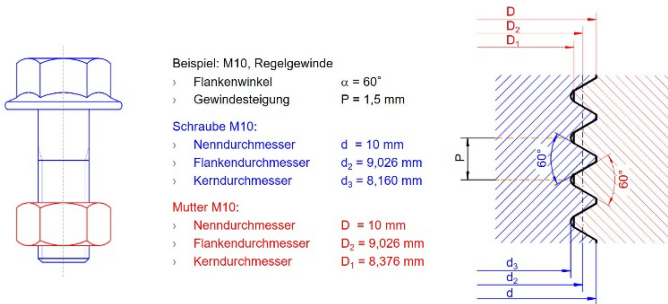 Beispiel: M10, Regelgewinde
› Flankenwinkel α = 60°
› Gewindesteigung P = 1,5 mm
Schraube M10:
› Nenndurchmesser d = 10 mm
› Flankendurchmesser d₂ = 9,026 mm
› Kerndurchmesser d₃ = 8,160 mm
Mutter M10:
› Nenndurchmesser D = 10 mm
› Flankendurchmesser D₂ = 9,026 mm
› Kerndurchmesser D₁ = 8,376 mm
D
D₂
D₁
P
60°
60°
d₃
d₂
d